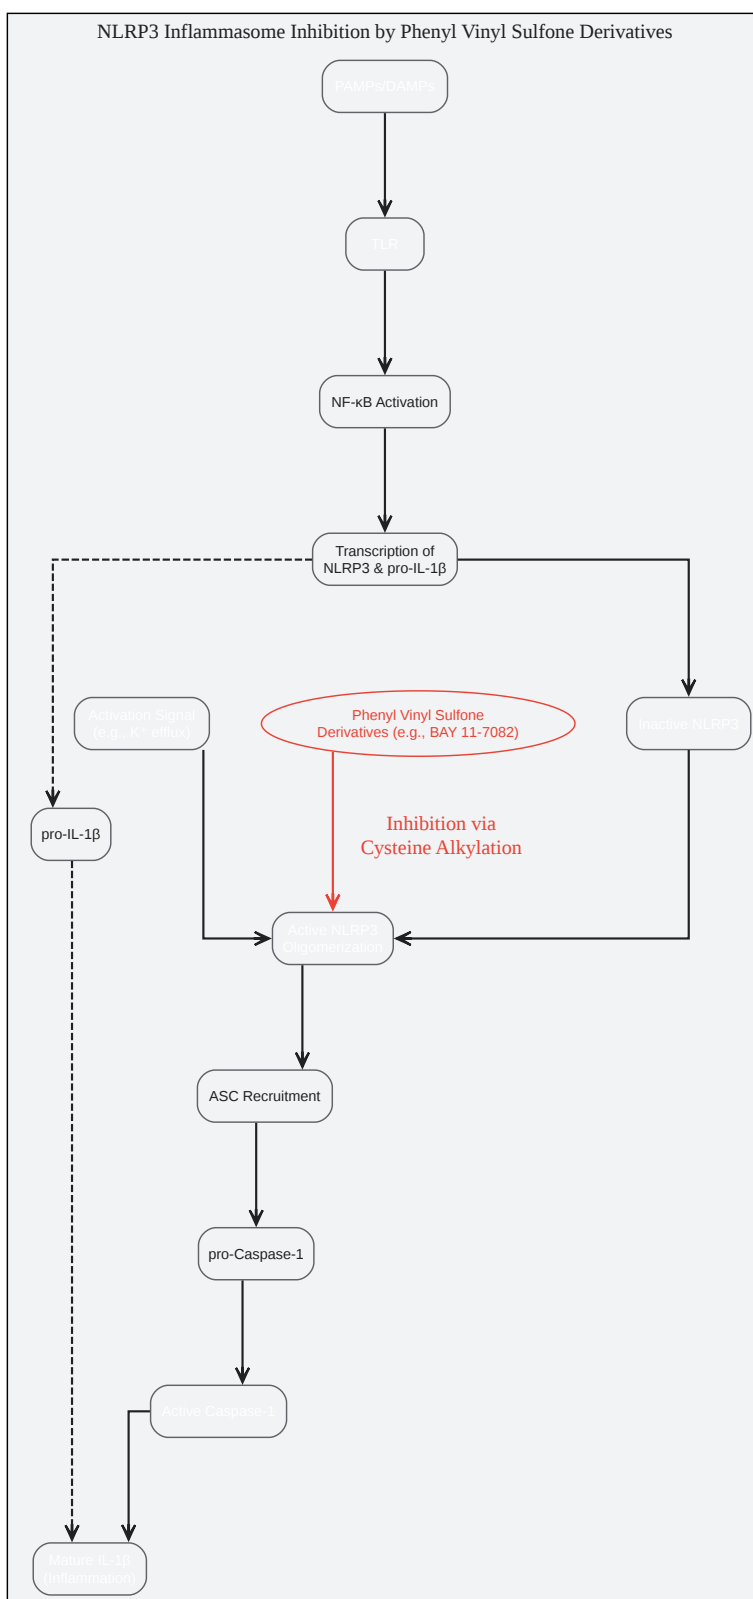 NLRP3 Inflammasome Inhibition by Phenyl Vinyl Sulfone Derivatives
PAMPs/DAMPs
TLR
NF-κB Activation
Transcription of
NLRP3 & pro-IL-1β
Activation Signal
(e.g., K⁺ efflux)
Phenyl Vinyl Sulfone
Derivatives (e.g., BAY 11-7082)
Inactive NLRP3
pro-IL-1β
Inhibition via
Cysteine Alkylation
Active NLRP3
Oligomerization
ASC Recruitment
pro-Caspase-1
Active Caspase-1
Mature IL-1β
(Inflammation)